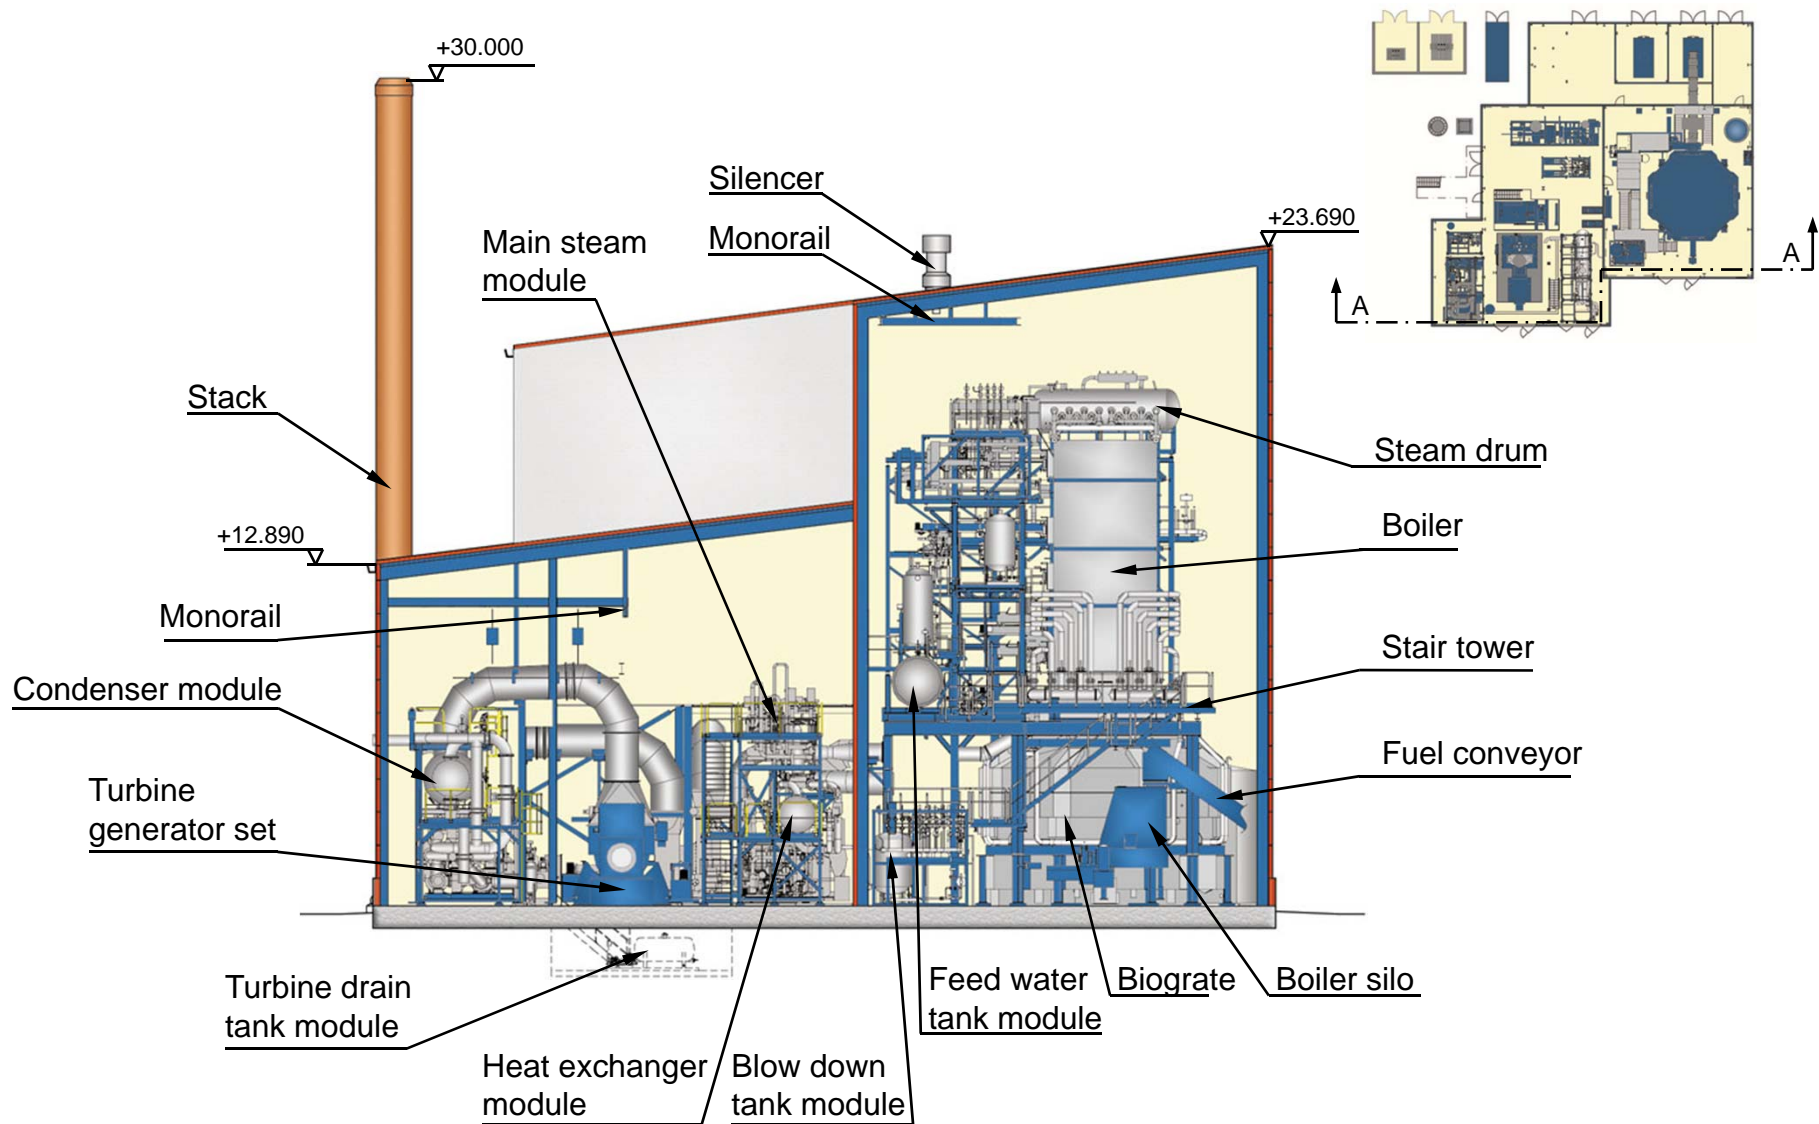 +30.000
Silencer
+23.690
Main steam
module
Monorail
A
A
Stack
Steam drum
Boiler
+12.890
Monorail
Stair tower
Condenser module
Fuel conveyor
Turbine
generator set
Turbine drain
tank module
Feed water
tank module
Biograte
Boiler silo
Heat exchanger
module
Blow down
tank module